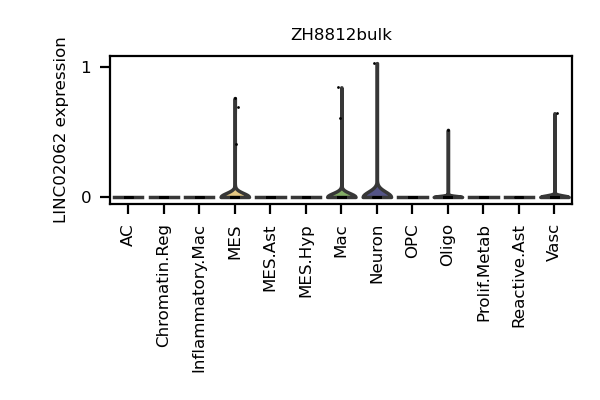 ZH8812bulk
LINC02062 expression
1
0
AC
Chromatin.Reg
Inflammatory.Mac
MES
MES.Ast
MES.Hyp
Mac
Neuron
OPC
Oligo
Prolif.Metab
Reactive.Ast
Vasc